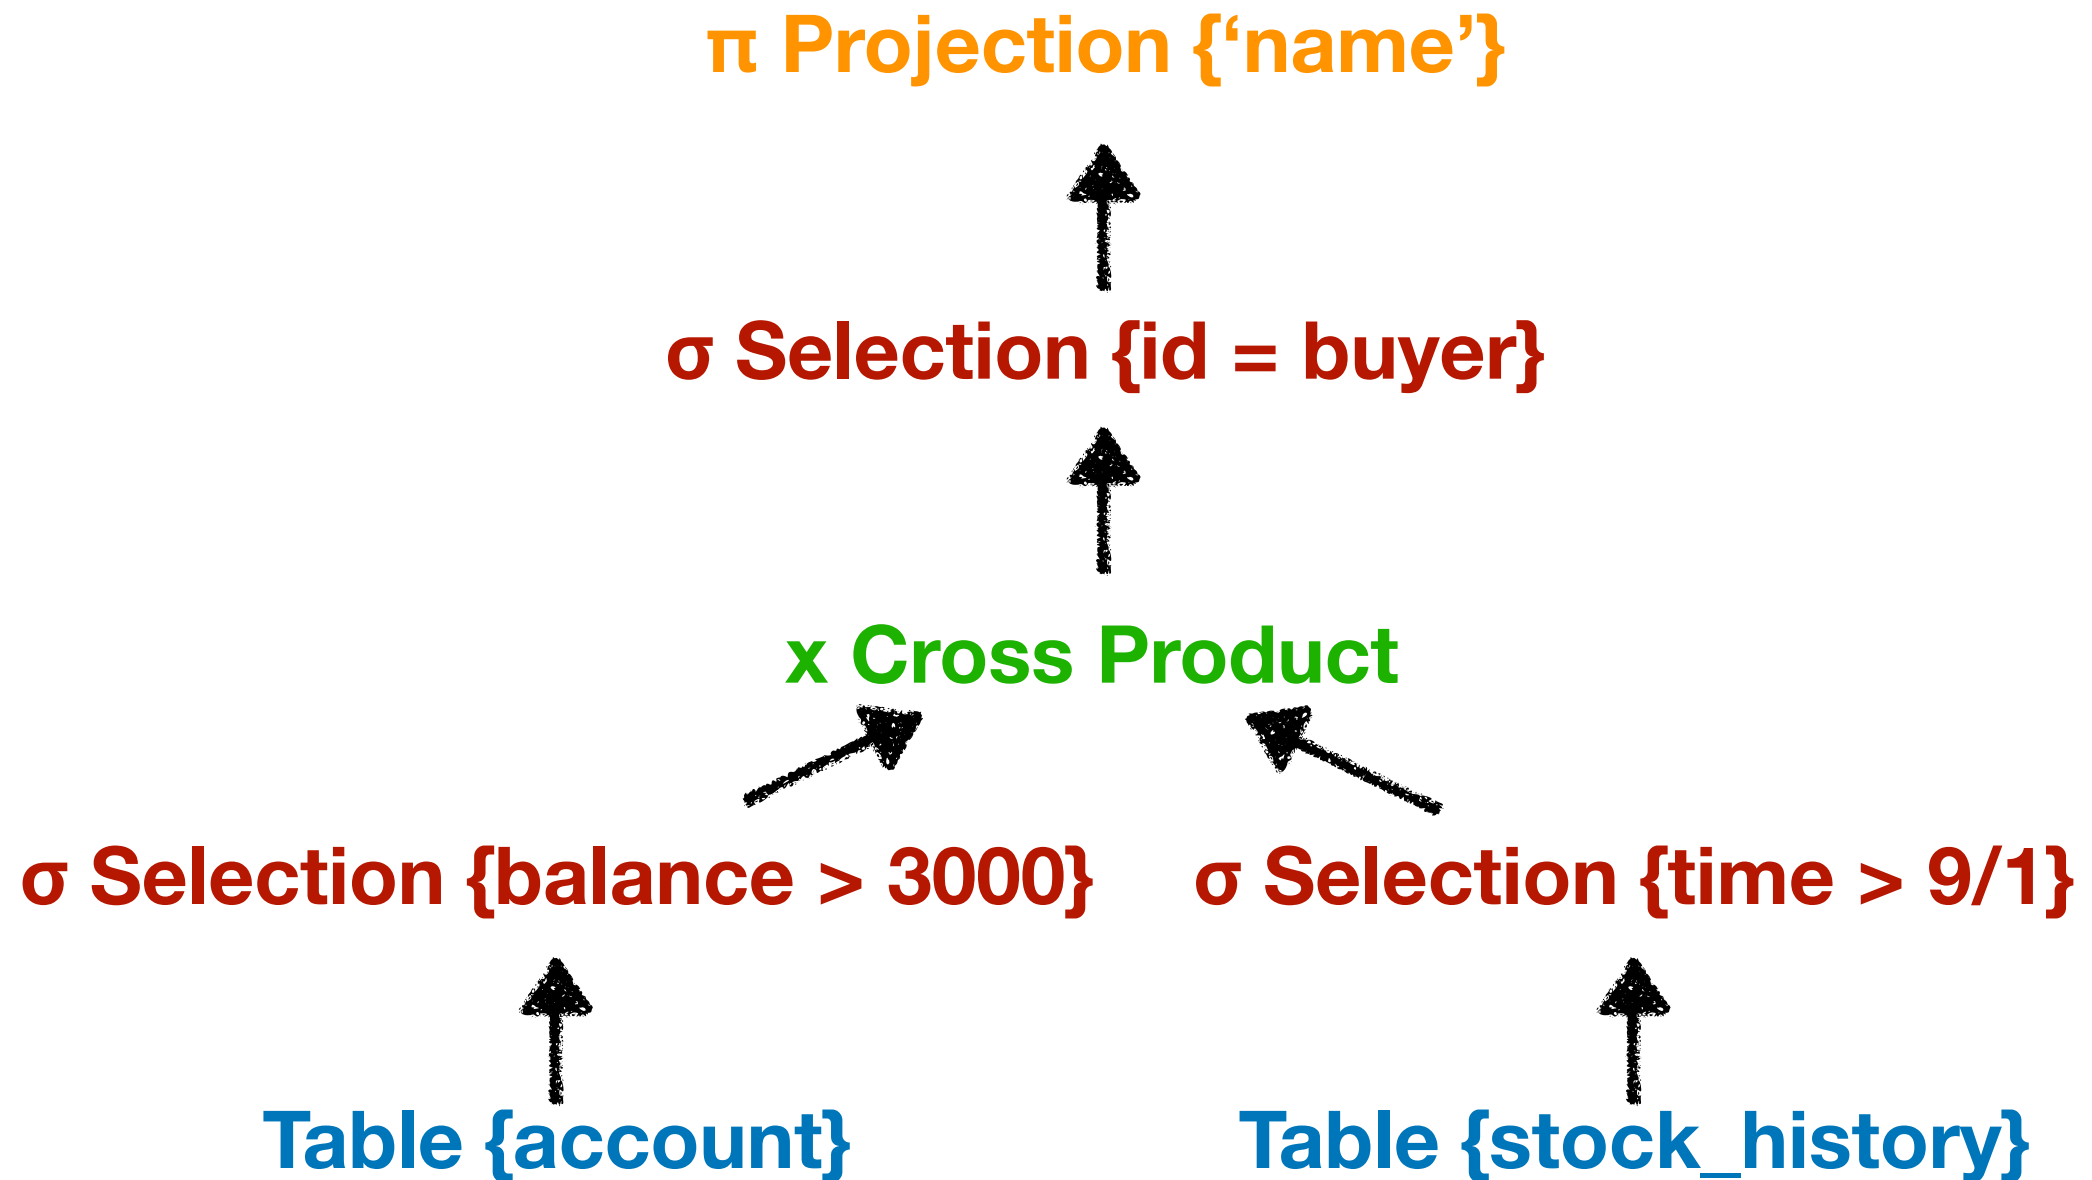 π Projection {‘name’}
σ Selection {id = buyer}
x Cross Product
σ Selection {balance > 3000}
σ Selection {time > 9/1}
Table {account}
Table {stock_history}